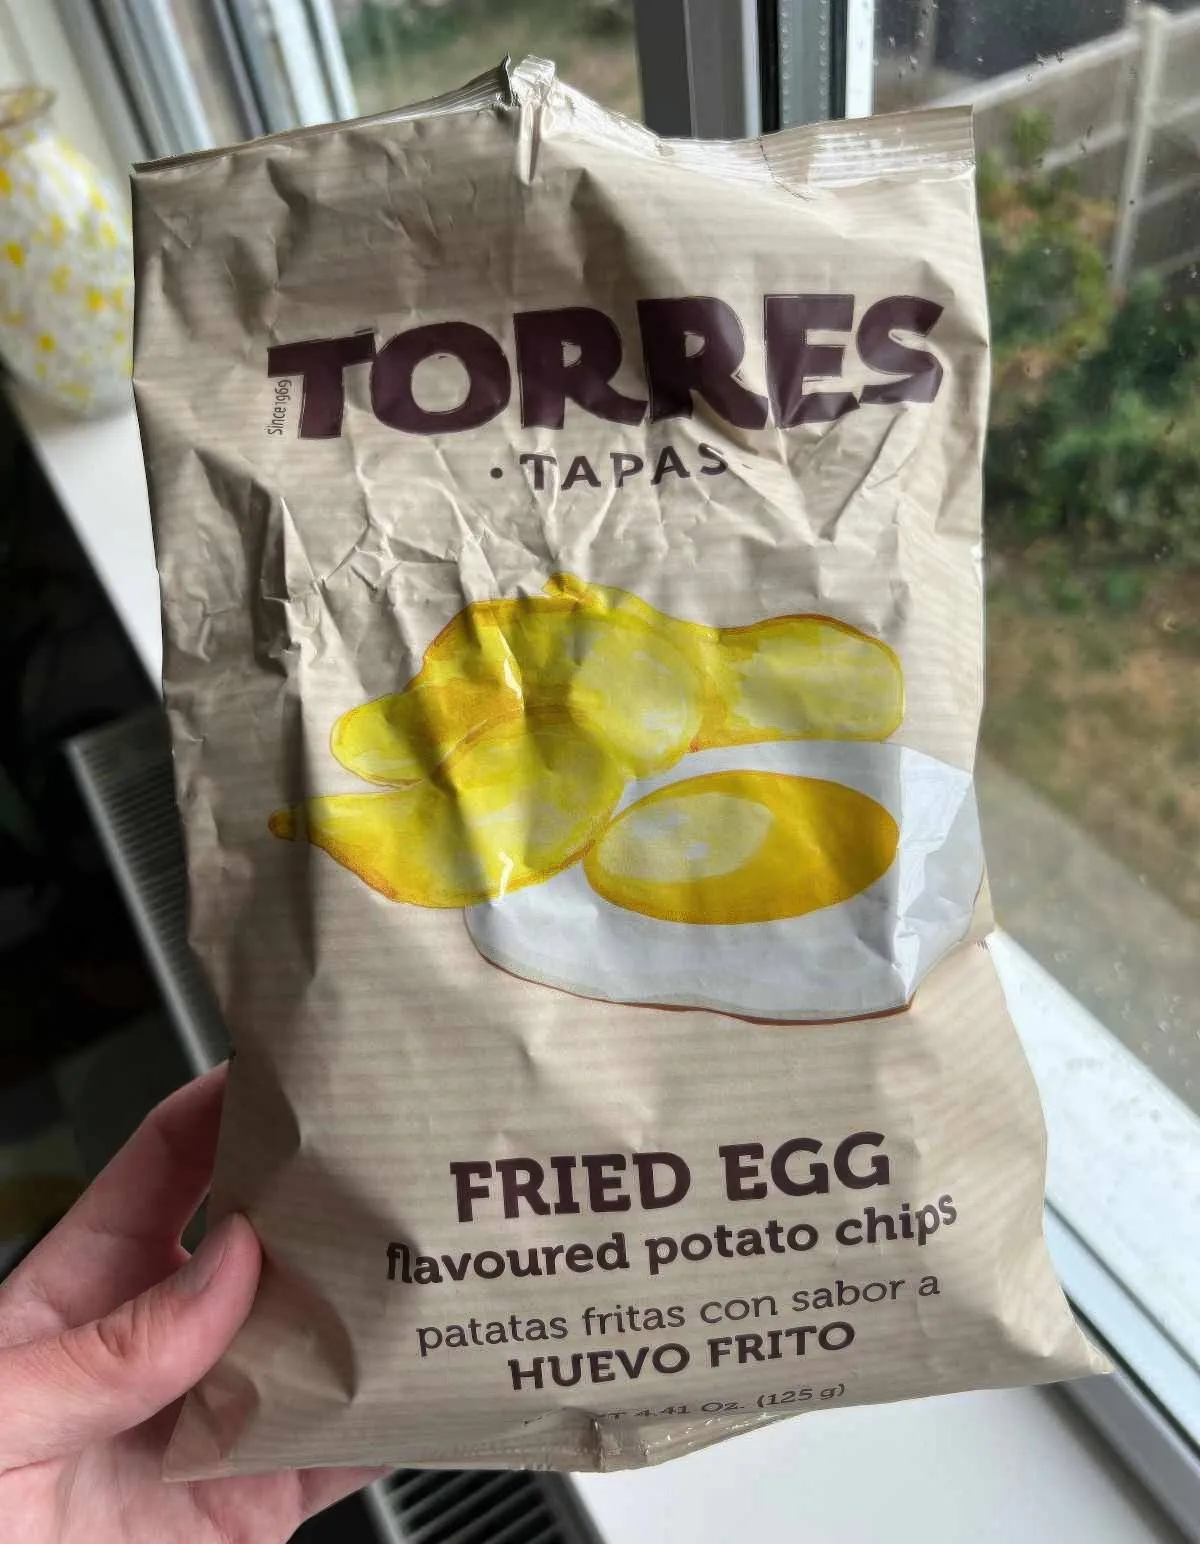 TORRES
Since 1969
· TAPAS
FRIED EGG
flavoured potato chips
patatas fritas con sabor a
HUEVO FRITO
4.41 Oz. (125 g)